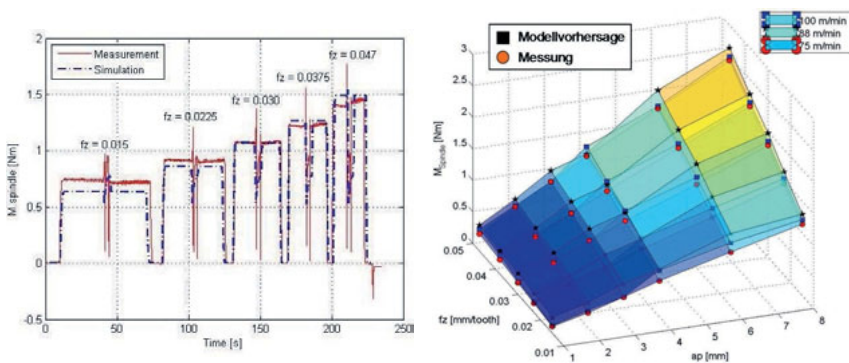 2
1.5
1
0.5
0
-0.5
M spindle [Nm]
Measurement
Simulation
fz = 0.015
fz = 0.0225
fz = 0.030
fz = 0.0375
fz = 0.047
0
50
100
150
200
250
Time [s]
Modellvorhersage
Messung
100 m/min
88 m/min
75 m/min
3
2.5
2
1.5
1
0.5
0
MSpindle [Nm]
0.05
0.04
0.03
0.02
0.01
fz [mm/tooth]
1
2
3
4
5
6
7
8
ap [mm]